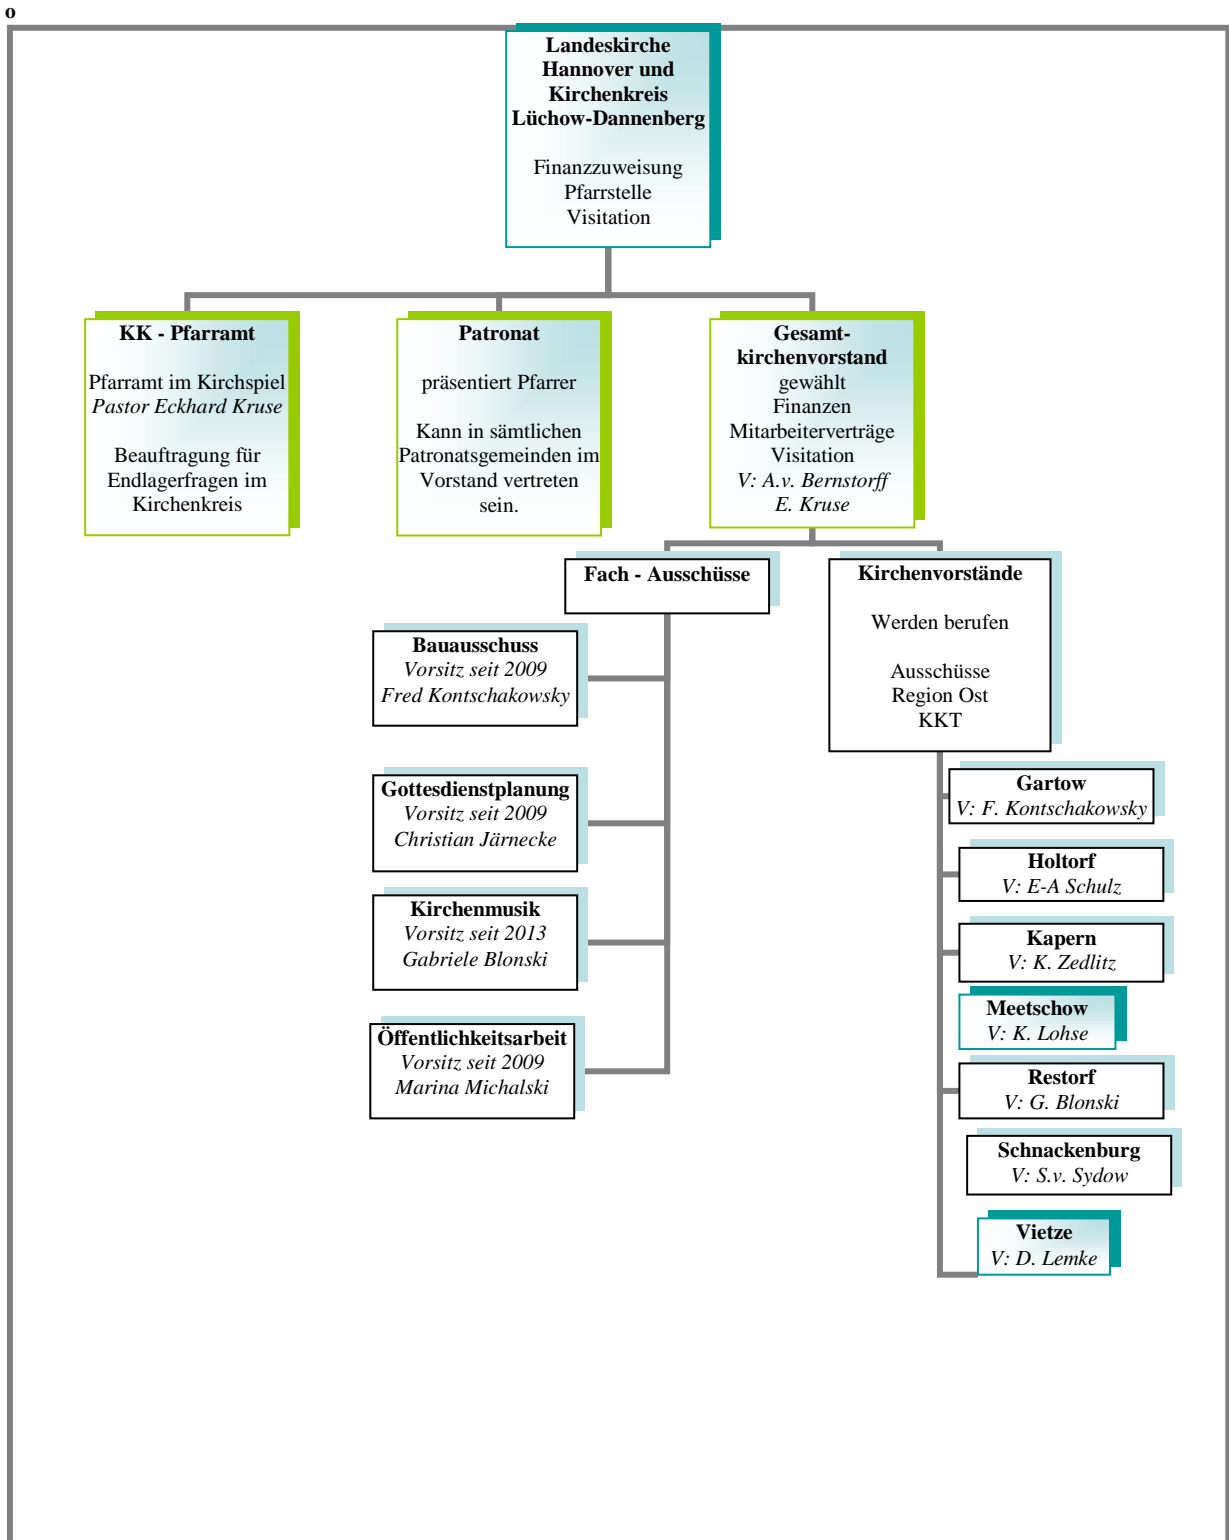 o
Landeskirche
Hannover und
Kirchenkreis
Lüchow-Dannenberg
Finanzzuweisung
Pfarrstelle
Visitation
KK - Pfarramt
Pfarramt im Kirchspiel
Pastor Eckhard Kruse
Beauftragung für
Endlagerfragen im
Kirchenkreis
Patronat
präsentiert Pfarrer
Kann in sämtlichen
Patronatsgemeinden im
Vorstand vertreten
sein.
Gesamt-
kirchenvorstand
gewählt
Finanzen
Mitarbeiterverträge
Visitation
V: A.v. Bernstorff
E. Kruse
Fach - Ausschüsse
Bauausschuss
Vorsitz seit 2009
Fred Kontschakowsky
Gottesdienstplanung
Vorsitz seit 2009
Christian Järnecke
Kirchenmusik
Vorsitz seit 2013
Gabriele Blonski
Öffentlichkeitsarbeit
Vorsitz seit 2009
Marina Michalski
Kirchenvorstände
Werden berufen
Ausschüsse
Region Ost
KKT
Gartow
V: F. Kontschakowsky
Holtorf
V: E-A Schulz
Kapern
V: K. Zedlitz
Meetschow
V: K. Lohse
Restorf
V: G. Blonski
Schnackenburg
V: S.v. Sydow
Vietze
V: D. Lemke